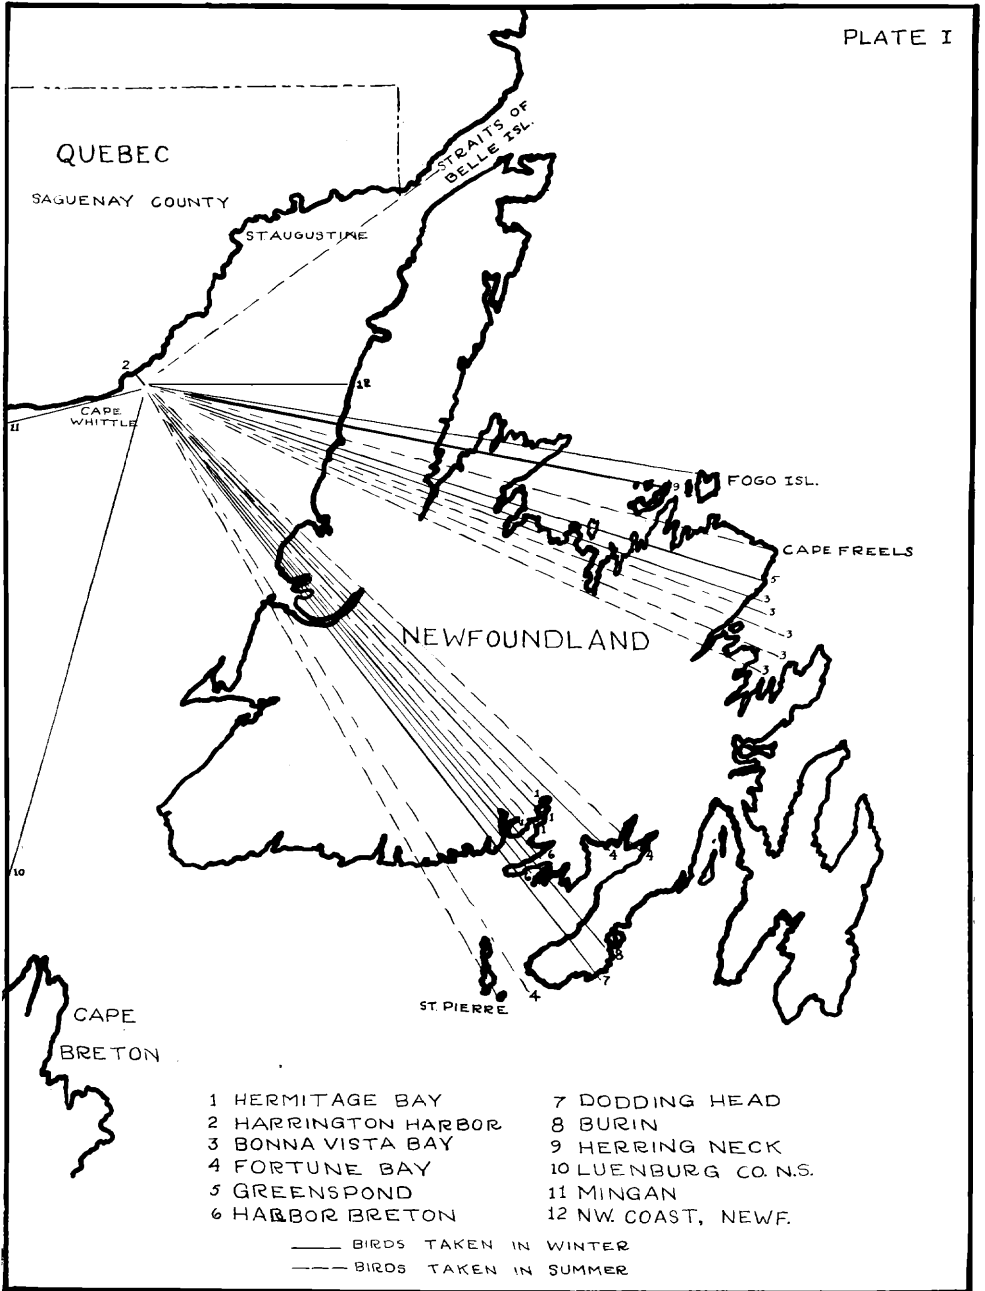 PLATE I
STRAITS OF
BELLE ISL.
QUEBEC
SAGUENAY COUNTY
ST. AUGUSTINE
2
12
CAPE
WHITTLE
11
9
FOGO ISL.
CAPE FREELS
5
3
3
3
3
3
NEWFOUNDLAND
1
1
1
1
6
6
4
4
10
8
7
4
ST. PIERRE
CAPE
BRETON
1 HERMITAGE BAY
2 HARRINGTON HARBOR
3 BONNA VISTA BAY
4 FORTUNE BAY
5 GREENSPOND
6 HARBOR BRETON
7 DODDING HEAD
8 BURIN
9 HERRING NECK
10 LUENBURG CO. N.S.
11 MINGAN
12 NW. COAST, NEWF.
BIRDS TAKEN IN WINTER
BIRDS TAKEN IN SUMMER